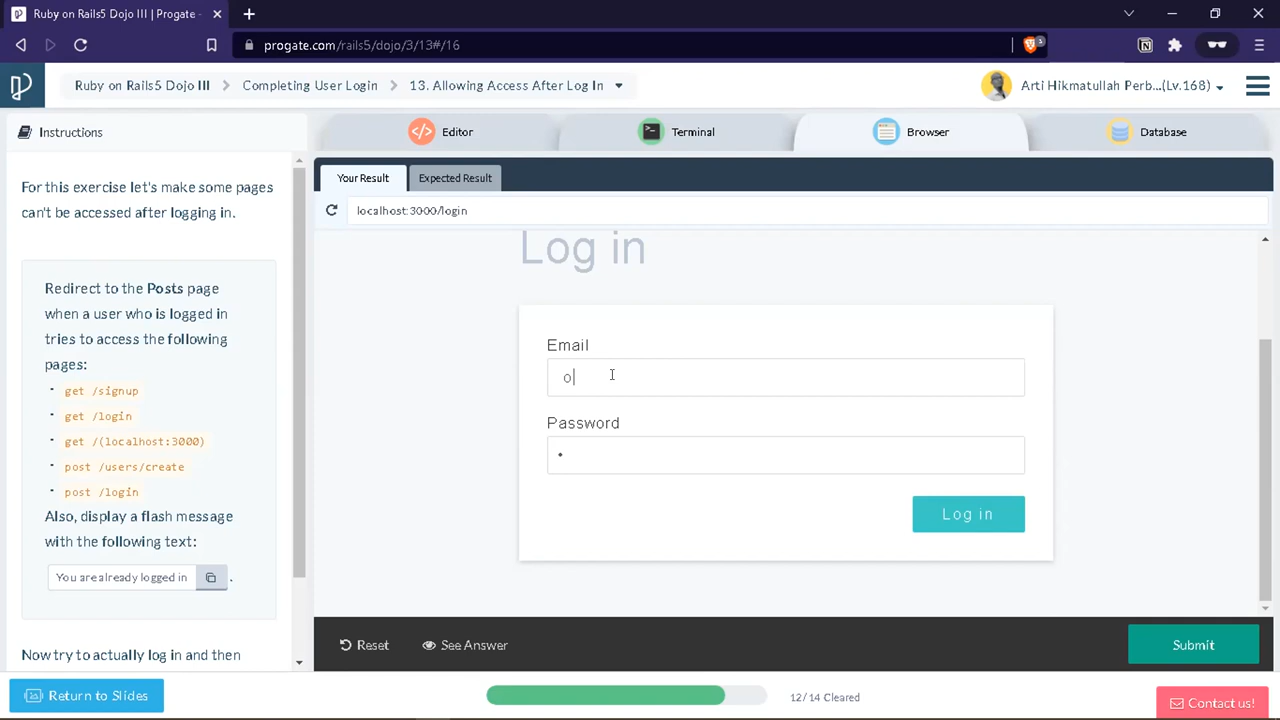 Ruby on Rails5 Dojo III | Progate -
progate.com/rails5/dojo/3/13#/16
3
Ruby on Rails5 Dojo III
Completing User Login
13. Allowing Access After Log In
Arti Hikmatullah Perb...(Lv.168)
Instructions
Editor
Terminal
Browser
Database
Your Result
Expected Result
localhost:3000/login
For this exercise let's make some pages
can't be accessed after logging in.
Redirect to the Posts page
when a user who is logged in
tries to access the following
pages:
get /signup
get /login
get /(localhost:3000)
post /users/create
post /login
Also, display a flash message
with the following text:
You are already logged in
.
Now try to actually log in and then
Log in
Email
o
Password
•
Log in
Reset
See Answer
Submit
Return to Slides
12/14 Cleared
Contact us!